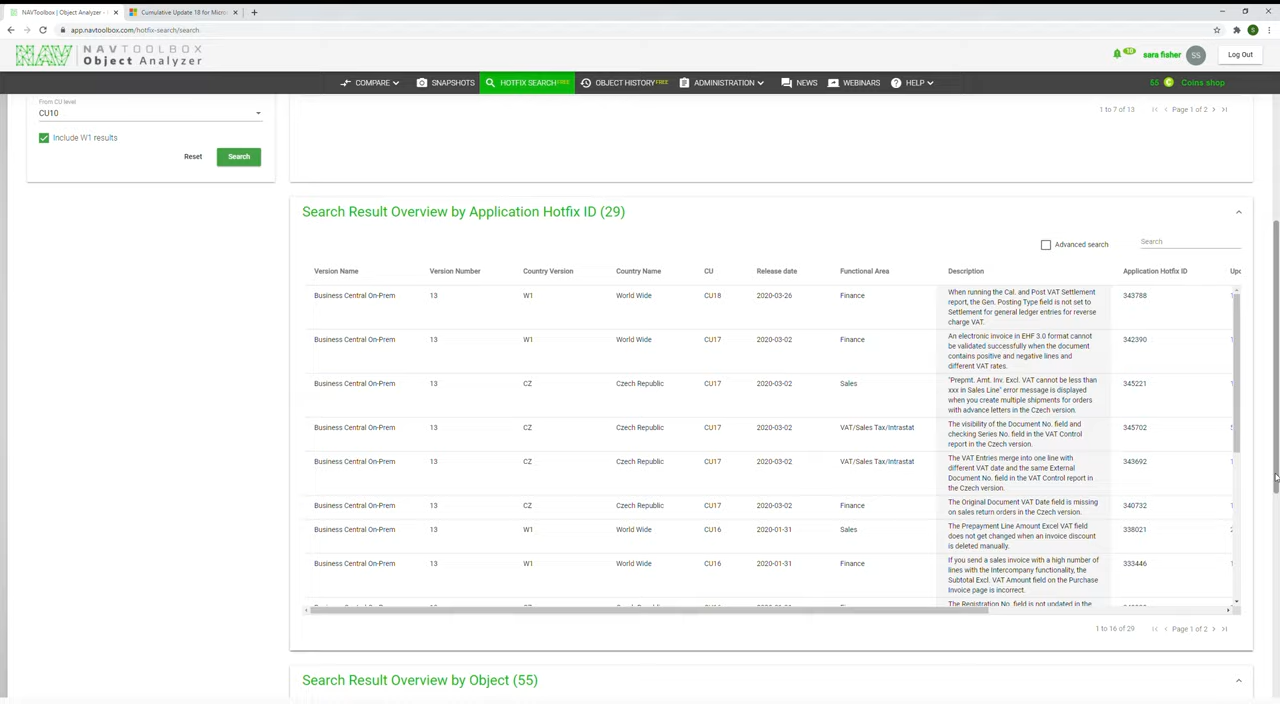 NAVToolbox | Object Analyzer -
Cumulative Update 18 for Micro
app.navtoolbox.com/hotfix-search/search
S
NAV NAVTOOLBOX
Object Analyzer
10 sara fisher SS Log Out
COMPARE SNAPSHOTS HOTFIX SEARCH FREE OBJECT HISTORY FREE ADMINISTRATION NEWS WEBINARS HELP 55 C Coins shop
From CU level
CU10
1 to 7 of 13 Page 1 of 2
Include W1 results
Reset Search
Search Result Overview by Application Hotfix ID (29)
Advanced search Search
Version Name Version Number Country Version Country Name CU Release date Functional Area Description Application Hotfix ID
Business Central On-Prem 13 W1 World Wide CU18 2020-03-26 Finance When running the Cal. and Post VAT Settlement 343788
report, the Gen. Posting Type field is not set to
Settlement for general ledger entries for reverse
charge VAT.
Business Central On-Prem 13 W1 World Wide CU17 2020-03-02 Finance An electronic invoice in EHF 3.0 format cannot 342390
be validated successfully when the document
contains positive and negative lines and
different VAT rates.
Business Central On-Prem 13 CZ Czech Republic CU17 2020-03-02 Sales "Prepmt. Amt. Inv. Excl. VAT cannot be less than 345221
xxx in Sales Line" error message is displayed
when you create multiple shipments for orders
with advance letters in the Czech version.
Business Central On-Prem 13 CZ Czech Republic CU17 2020-03-02 VAT/Sales Tax/Intrastat The visibility of the Document No. field and 345702
checking Series No. field in the VAT Control
report in the Czech version.
Business Central On-Prem 13 CZ Czech Republic CU17 2020-03-02 VAT/Sales Tax/Intrastat The VAT Entries merge into one line with 343692
different VAT date and the same External
Document No. field in the VAT Control report in
the Czech version.
Business Central On-Prem 13 CZ Czech Republic CU17 2020-03-02 Finance The Original Document VAT Date field is missing 340732
on sales return orders in the Czech version.
Business Central On-Prem 13 W1 World Wide CU16 2020-01-31 Sales The Prepayment Line Amount Excel VAT field 338021
does not get changed when an invoice discount
is deleted manually.
Business Central On-Prem 13 W1 World Wide CU16 2020-01-31 Finance If you send a sales invoice with a high number of 333446
lines with the Intercompany functionality, the
Subtotal Excl. VAT Amount field on the Purchase
Invoice page is incorrect.
The Registration No. field is not updated in the
1 to 16 of 29 Page 1 of 2
Search Result Overview by Object (55)